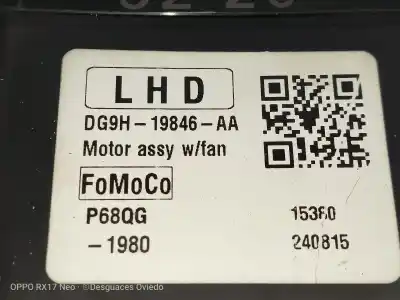 LHD
DG9H-19846-AA
Motor assy w/fan
FoMoCo
P68QG 15360
-1980 240815
OPPO RX17 Neo · ©Desguaces Oviedo